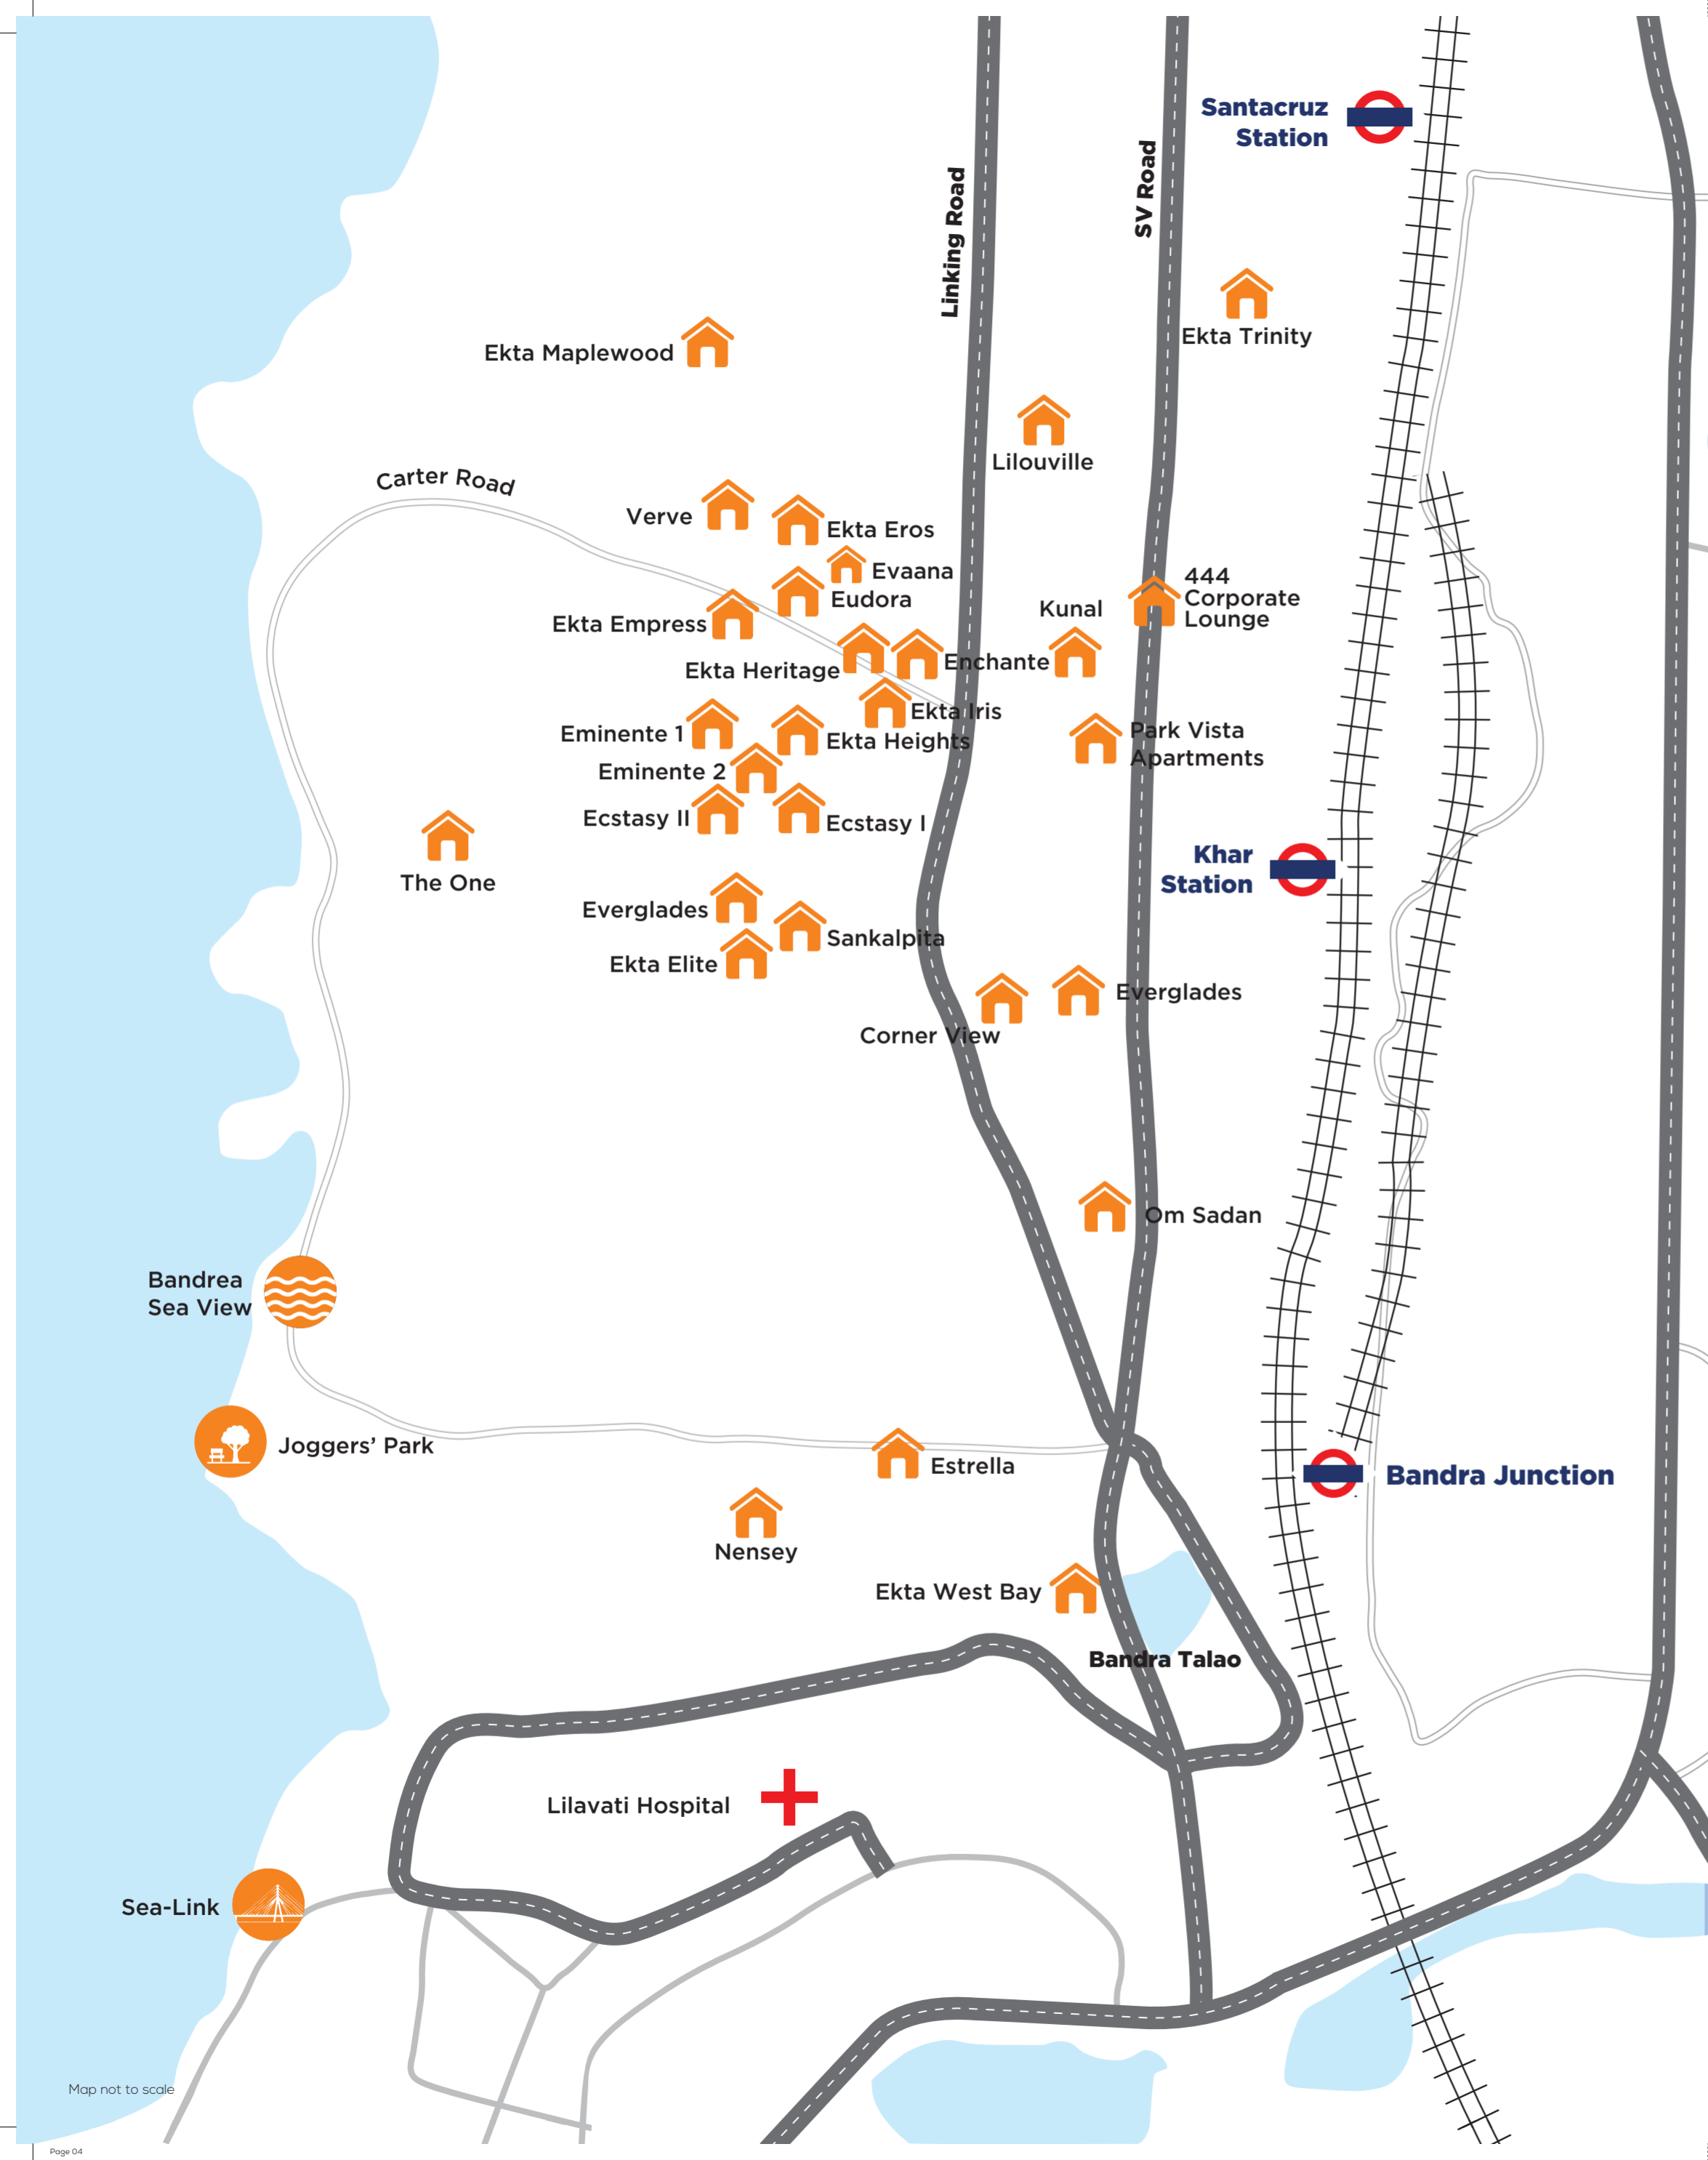 Santacruz
Station
Linking Road
SV Road
Ekta Trinity
Ekta Maplewood
Lilouville
Carter Road
Verve
Ekta Eros
Evaana
Eudora
444
Corporate
Lounge
Kunal
Ekta Empress
Ekta Heritage
Enchante
Ekta Iris
Eminente 1
Ekta Heights
Park Vista
Apartments
Eminente 2
Ecstasy II
Ecstasy I
Khar
Station
The One
Everglades
Sankalpita
Ekta Elite
Everglades
Corner View
Om Sadan
Bandrea
Sea View
Joggers’ Park
Estrella
Bandra Junction
Nensey
Ekta West Bay
Bandra Talao
Lilavati Hospital
Sea-Link
Map not to scale
Page 04